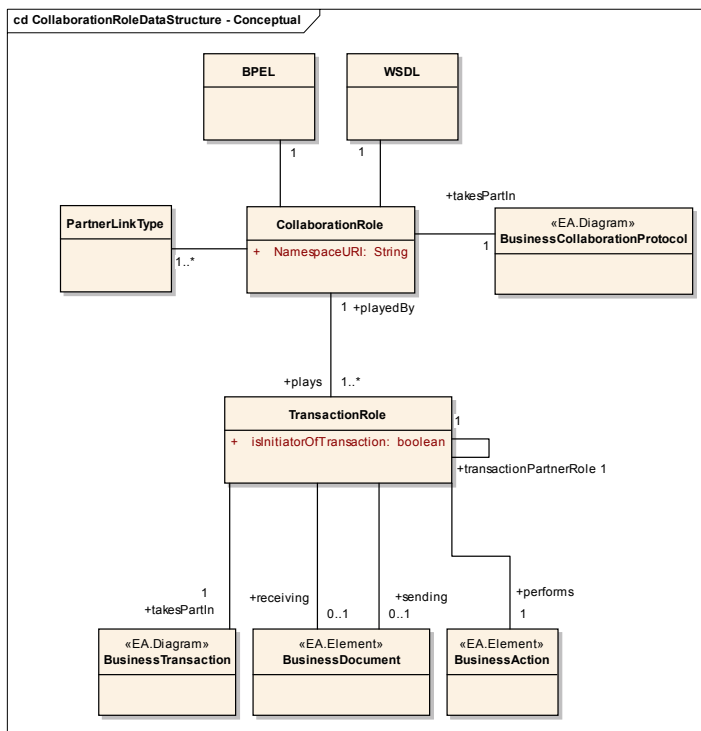 cd CollaborationRoleDataStructure - Conceptual
BPEL
WSDL
1
1
+takesPartIn
PartnerLinkType
CollaborationRole
«EA.Diagram»
BusinessCollaborationProtocol
+ NamespaceURI: String
1..*
1
1 +playedBy
+plays 1..*
TransactionRole
1
+ isInitiatorOfTransaction: boolean
+transactionPartnerRole 1
1
+takesPartIn
+receiving
0..1
+sending
0..1
+performs
1
«EA.Diagram»
BusinessTransaction
«EA.Element»
BusinessDocument
«EA.Element»
BusinessAction